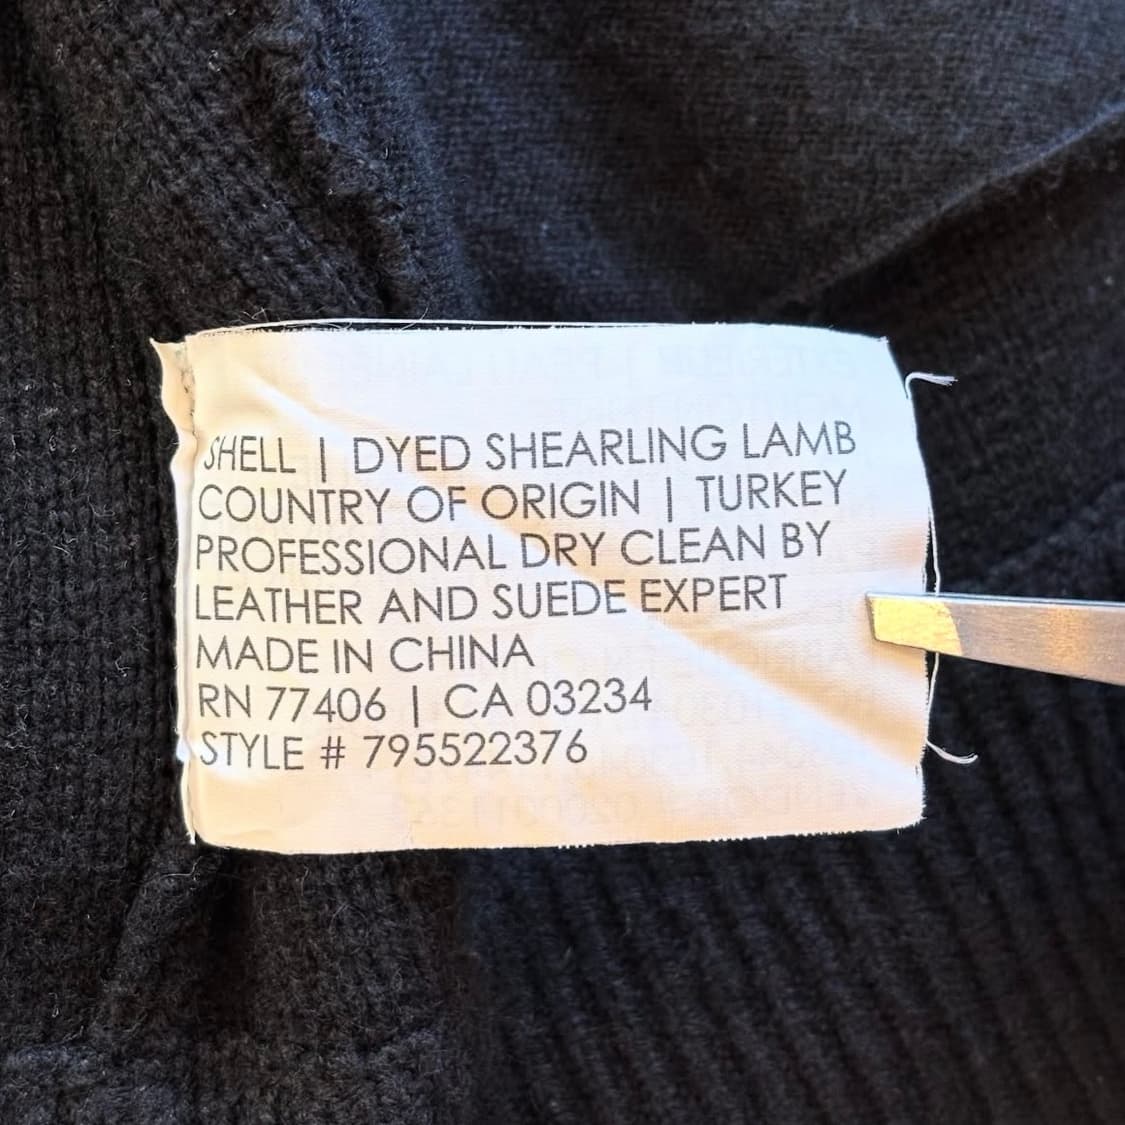 SHELL | DYED SHEARLING LAMB
COUNTRY OF ORIGIN | TURKEY
PROFESSIONAL DRY CLEAN BY
LEATHER AND SUEDE EXPERT
MADE IN CHINA
RN 77406 | CA 03234
STYLE # 795522376